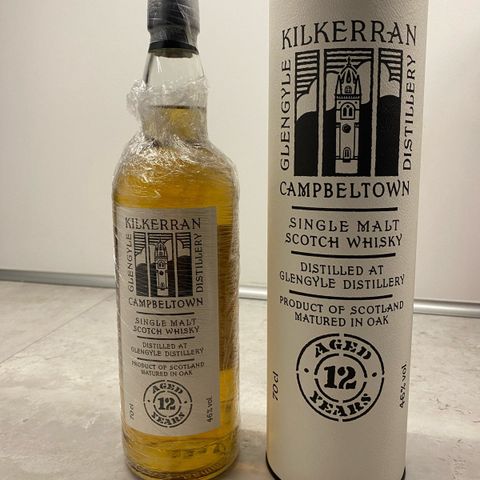 KILKERRAN
GLENGYLE
DISTILLERY
CAMPBELTOWN
SINGLE MALT
SCOTCH WHISKY
DISTILLED AT
GLENGYLE DISTILLERY
PRODUCT OF SCOTLAND
MATURED IN OAK
AGED
12
YEARS
70cl
46% vol
KILKERRAN
GLENGYLE
DISTILLERY
CAMPBELTOWN
SINGLE MALT
SCOTCH WHISKY
DISTILLED AT
GLENGYLE DISTILLERY
PRODUCT OF SCOTLAND
MATURED IN OAK
AGED
12
YEARS
70cl
46% vol